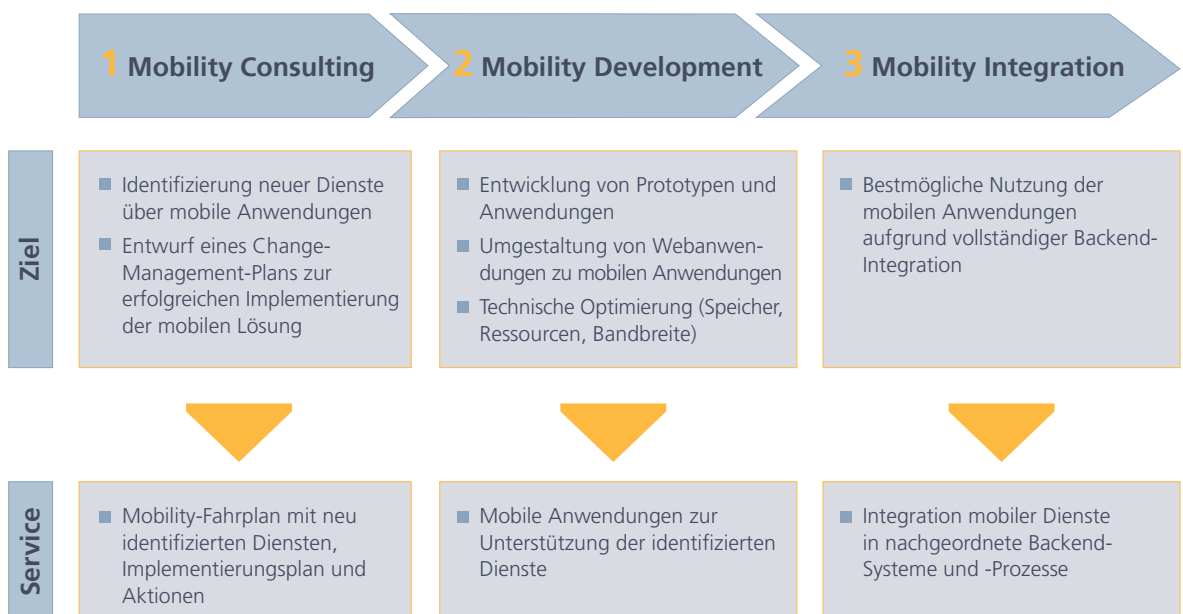 1 Mobility Consulting
2 Mobility Development
3 Mobility Integration
Ziel
Identifizierung neuer Dienste
über mobile Anwendungen
Entwurf eines Change-
Management-Plans zur
erfolgreichen Implementierung
der mobilen Lösung
Entwicklung von Prototypen und
Anwendungen
Umgestaltung von Webanwen-
dungen zu mobilen Anwendungen
Technische Optimierung (Speicher,
Ressourcen, Bandbreite)
Bestmögliche Nutzung der
mobilen Anwendungen
aufgrund vollständiger Backend-
Integration
Service
Mobility-Fahrplan mit neu
identifizierten Diensten,
Implementierungsplan und
Aktionen
Mobile Anwendungen zur
Unterstützung der identifizierten
Dienste
Integration mobiler Dienste
in nachgeordnete Backend-
Systeme und -Prozesse